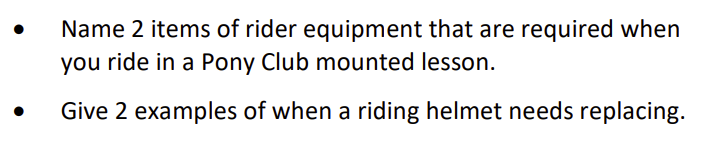 • Name 2 items of rider equipment that are required when
you ride in a Pony Club mounted lesson.
• Give 2 examples of when a riding helmet needs replacing.